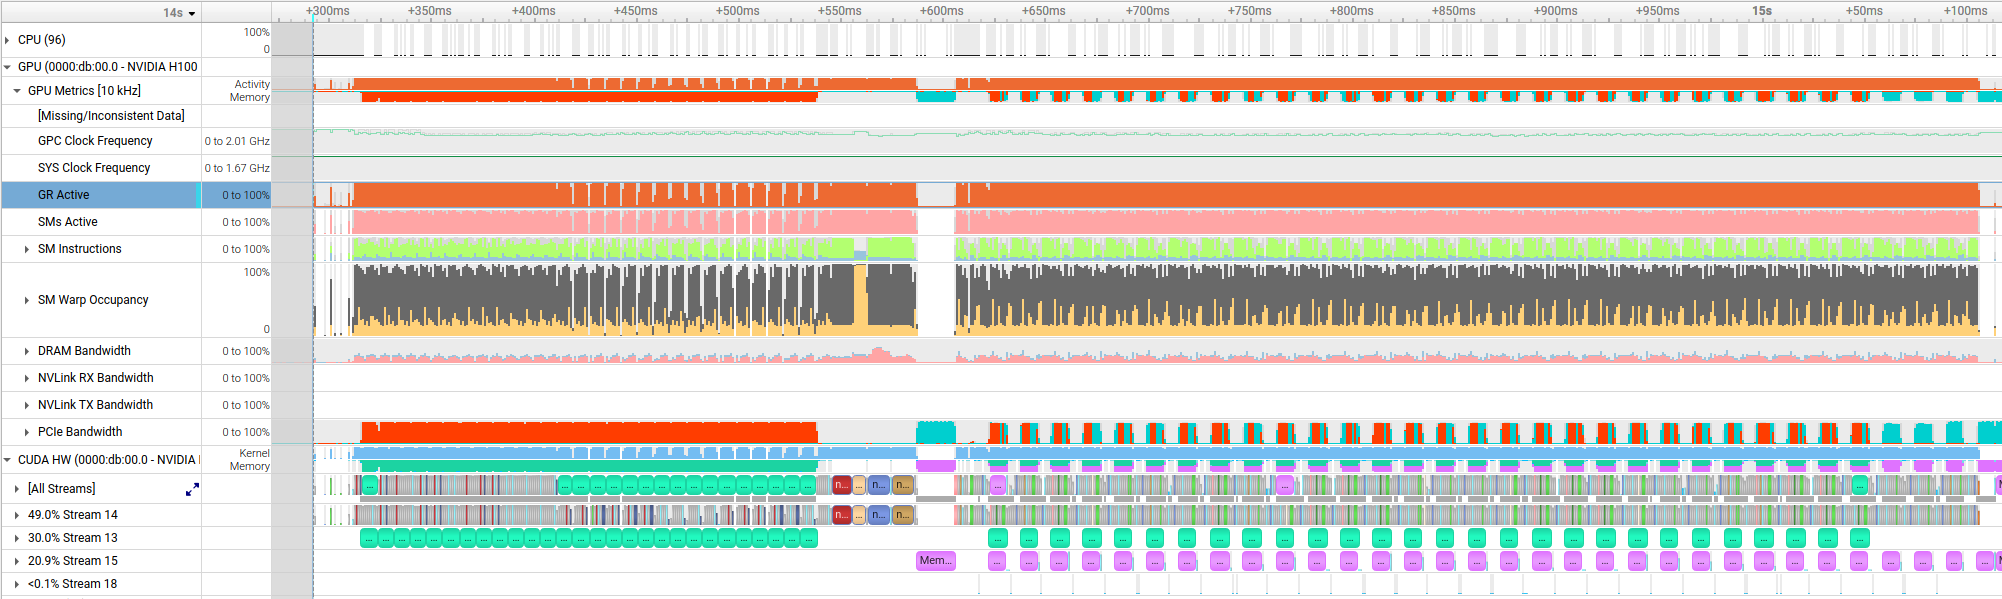 14s +300ms +350ms +400ms +450ms +500ms +550ms +600ms +650ms +700ms +750ms +800ms +850ms +900ms +950ms 15s +50ms +100ms
CPU (96) 100%
0
GPU (0000:db:00.0 - NVIDIA H100
GPU Metrics [10 kHz] Activity
Memory
[Missing/Inconsistent Data]
GPC Clock Frequency 0 to 2.01 GHz
SYS Clock Frequency 0 to 1.67 GHz
GR Active 0 to 100%
SMs Active 0 to 100%
SM Instructions 0 to 100%
100%
SM Warp Occupancy
0
DRAM Bandwidth 0 to 100%
NVLink RX Bandwidth 0 to 100%
NVLink TX Bandwidth 0 to 100%
PCIe Bandwidth 0 to 100%
CUDA HW (0000:db:00.0 - NVIDIA Kernel
Memory
[All Streams] n... ... n... n...
49.0% Stream 14 n... ... n... n...
30.0% Stream 13
20.9% Stream 15 Mem...
<0.1% Stream 18